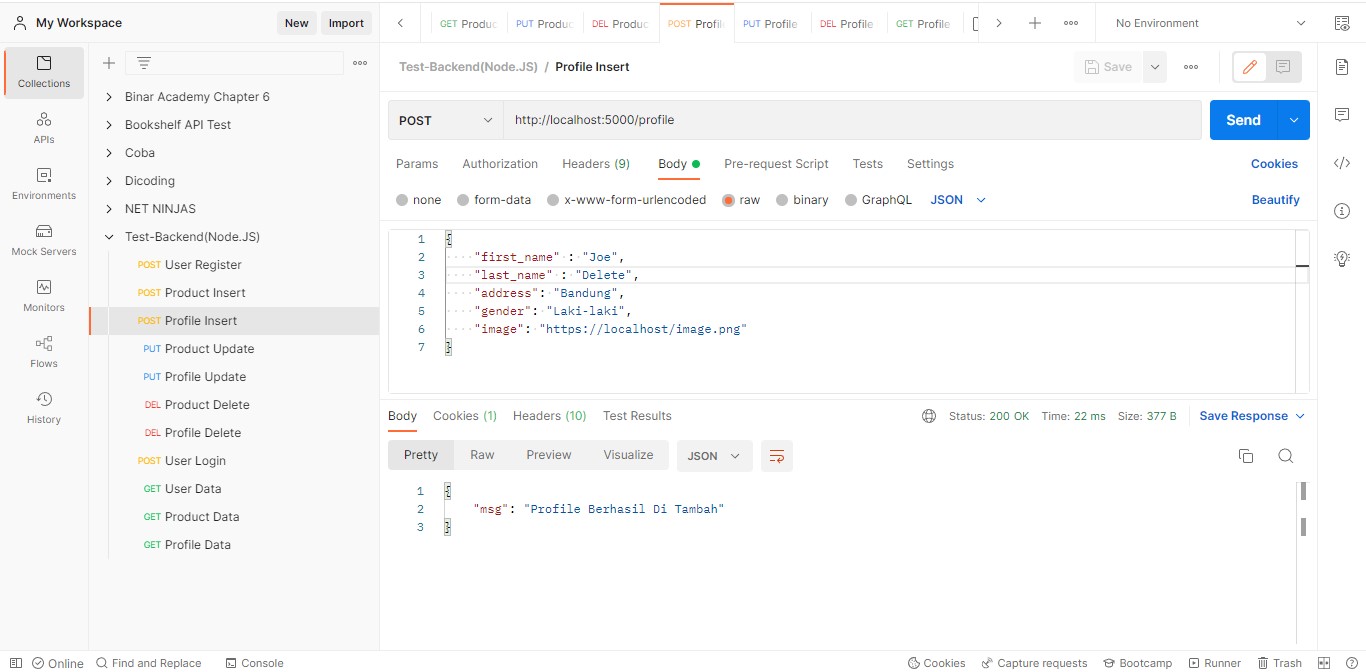 My Workspace
New
Import
GET Produc
PUT Produc
DEL Produc
POST Profil
PUT Profile
DEL Profile
GET Profile
No Environment
Collections
APIs
Environments
Mock Servers
Monitors
Flows
History
Binar Academy Chapter 6
Bookshelf API Test
Coba
Dicoding
NET NINJAS
Test-Backend(Node.JS)
POST User Register
POST Product Insert
POST Profile Insert
PUT Product Update
PUT Profile Update
DEL Product Delete
DEL Profile Delete
POST User Login
GET User Data
GET Product Data
GET Profile Data
Test-Backend(Node.JS) / Profile Insert
Save
POST
http://localhost:5000/profile
Send
Params Authorization Headers (9) Body Pre-request Script Tests Settings
Cookies
none form-data x-www-form-urlencoded raw binary GraphQL JSON
Beautify
1 {
2 "first_name" : "Joe",
3 "last_name" : "Delete",
4 "address": "Bandung",
5 "gender": "Laki-laki",
6 "image": "https://localhost/image.png"
7 }
Body Cookies (1) Headers (10) Test Results
Status: 200 OK Time: 22 ms Size: 377 B
Save Response
Pretty Raw Preview Visualize JSON
1 {
2 "msg": "Profile Berhasil Di Tambah"
3 }
Online Find and Replace Console
Cookies Capture requests Bootcamp Runner Trash